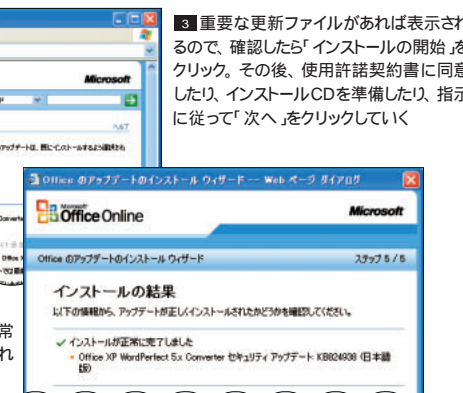 3 重要な更新ファイルがあれば表示され
るので、確認したら「インストールの開始」を
クリック。その後、使用許諾契約書に同意
したり、インストールCDを準備したり、指示
に従って「次へ」をクリックしていく
Microsoft
ヘルプ
Office のアップデートのインストール ウィザード -- Web ページ ダイアログ
Microsoft
Office Online
Microsoft
Office のアップデートのインストール ウィザード
ステップ 5 / 5
インストールの結果
以下の情報から、アップデートが正しくインストールされたかどうかを確認してください。
インストールが正常に完了しました
Office XP WordPerfect 5.x Converter セキュリティ アップデート: KB824938 (日本語
版)
常
れ